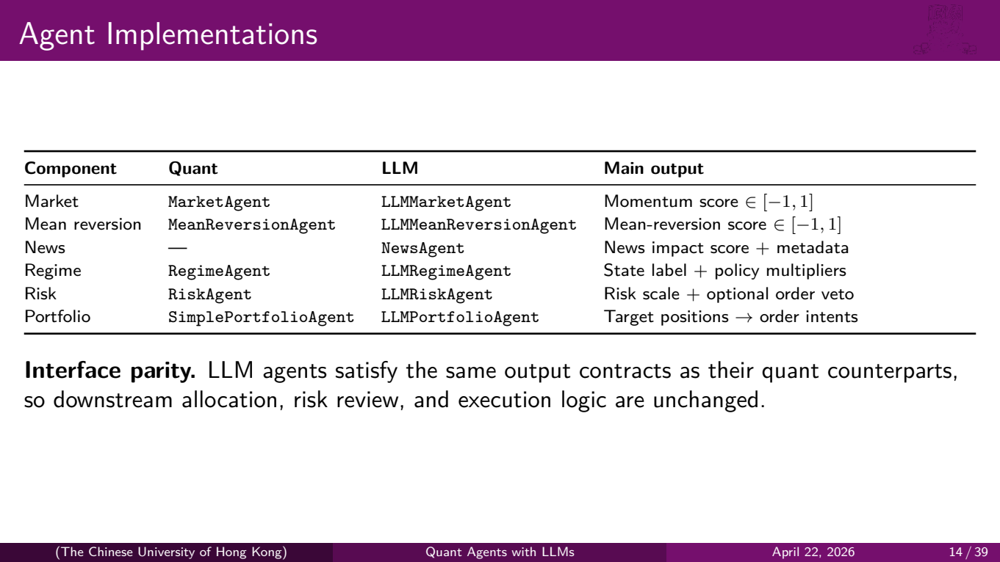 Agent Implementations
Component Quant LLM Main output
Market MarketAgent LLMMarketAgent Momentum score ∈ [−1, 1]
Mean reversion MeanReversionAgent LLMMeanReversionAgent Mean-reversion score ∈ [−1, 1]
News — NewsAgent News impact score + metadata
Regime RegimeAgent LLMRegimeAgent State label + policy multipliers
Risk RiskAgent LLMRiskAgent Risk scale + optional order veto
Portfolio SimplePortfolioAgent LLMPortfolioAgent Target positions → order intents
Interface parity. LLM agents satisfy the same output contracts as their quant counterparts,
so downstream allocation, risk review, and execution logic are unchanged.
(The Chinese University of Hong Kong) Quant Agents with LLMs April 22, 2026 14 / 39